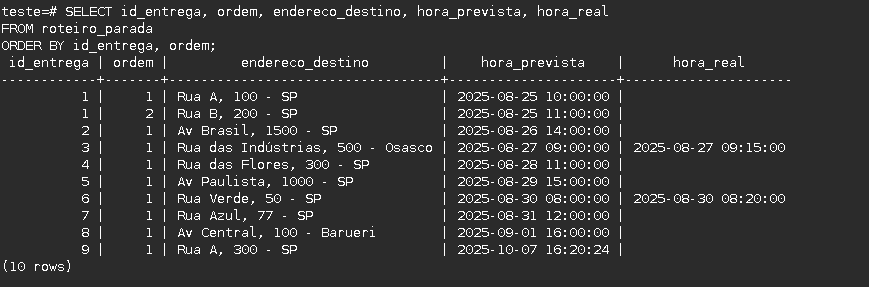 teste=# SELECT id_entrega, ordem, endereco_destino, hora_prevista, hora_real
FROM roteiro_parada
ORDER BY id_entrega, ordem;
 id_entrega | ordem |         endereco_destino         |    hora_prevista    |      hora_real      
------------+-------+----------------------------------+---------------------+---------------------
          1 |     1 | Rua A, 100 - SP                  | 2025-08-25 10:00:00 | 
          1 |     2 | Rua B, 200 - SP                  | 2025-08-25 11:00:00 | 
          2 |     1 | Av Brasil, 1500 - SP             | 2025-08-26 14:00:00 | 
          3 |     1 | Rua das Indústrias, 500 - Osasco | 2025-08-27 09:00:00 | 2025-08-27 09:15:00
          4 |     1 | Rua das Flores, 300 - SP         | 2025-08-28 11:00:00 | 
          5 |     1 | Av Paulista, 1000 - SP           | 2025-08-29 15:00:00 | 
          6 |     1 | Rua Verde, 50 - SP               | 2025-08-30 08:00:00 | 2025-08-30 08:20:00
          7 |     1 | Rua Azul, 77 - SP                | 2025-08-31 12:00:00 | 
          8 |     1 | Av Central, 100 - Barueri        | 2025-09-01 16:00:00 | 
          9 |     1 | Rua A, 300 - SP                  | 2025-10-07 16:20:24 | 
(10 rows)